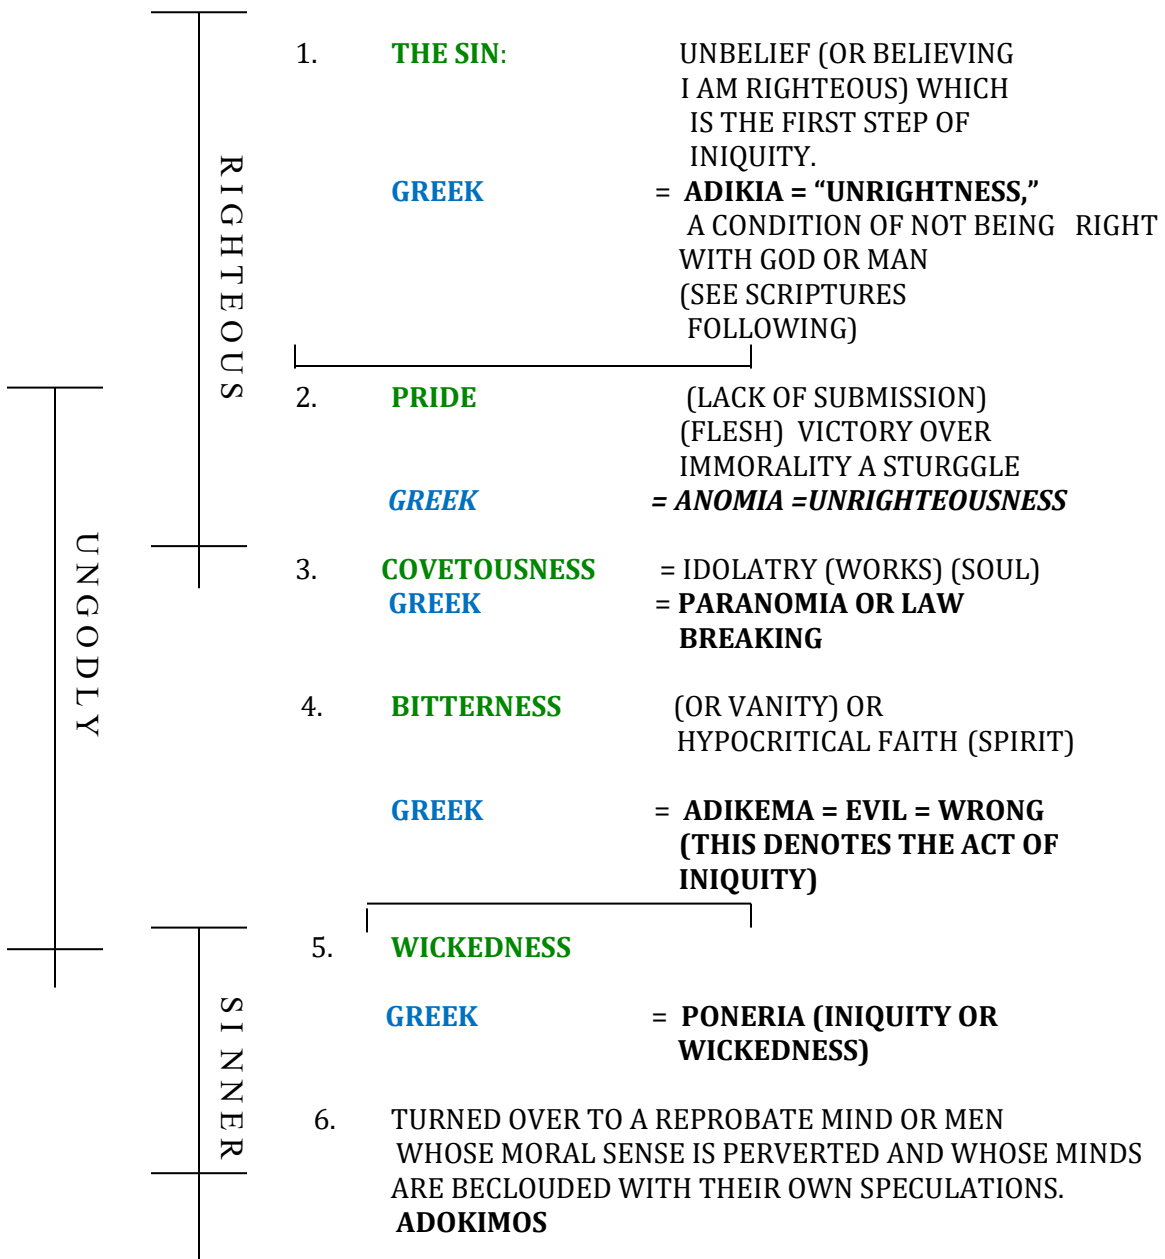 RIGHTEOUS
UNGODLY
SINNER
1. THE SIN: UNBELIEF (OR BELIEVING
I AM RIGHTEOUS) WHICH
IS THE FIRST STEP OF
INIQUITY.
GREEK = ADIKIA = “UNRIGHTNESS,”
A CONDITION OF NOT BEING RIGHT
WITH GOD OR MAN
(SEE SCRIPTURES
FOLLOWING)
2. PRIDE (LACK OF SUBMISSION)
(FLESH) VICTORY OVER
IMMORALITY A STURGGLE
GREEK = ANOMIA =UNRIGHTEOUSNESS
3. COVETOUSNESS = IDOLATRY (WORKS) (SOUL)
GREEK = PARANOMIA OR LAW
BREAKING
4. BITTERNESS (OR VANITY) OR
HYPOCRITICAL FAITH (SPIRIT)
GREEK = ADIKEMA = EVIL = WRONG
(THIS DENOTES THE ACT OF
INIQUITY)
5. WICKEDNESS
GREEK = PONERIA (INIQUITY OR
WICKEDNESS)
6. TURNED OVER TO A REPROBATE MIND OR MEN
WHOSE MORAL SENSE IS PERVERTED AND WHOSE MINDS
ARE BECLOUDED WITH THEIR OWN SPECULATIONS.
ADOKIMOS